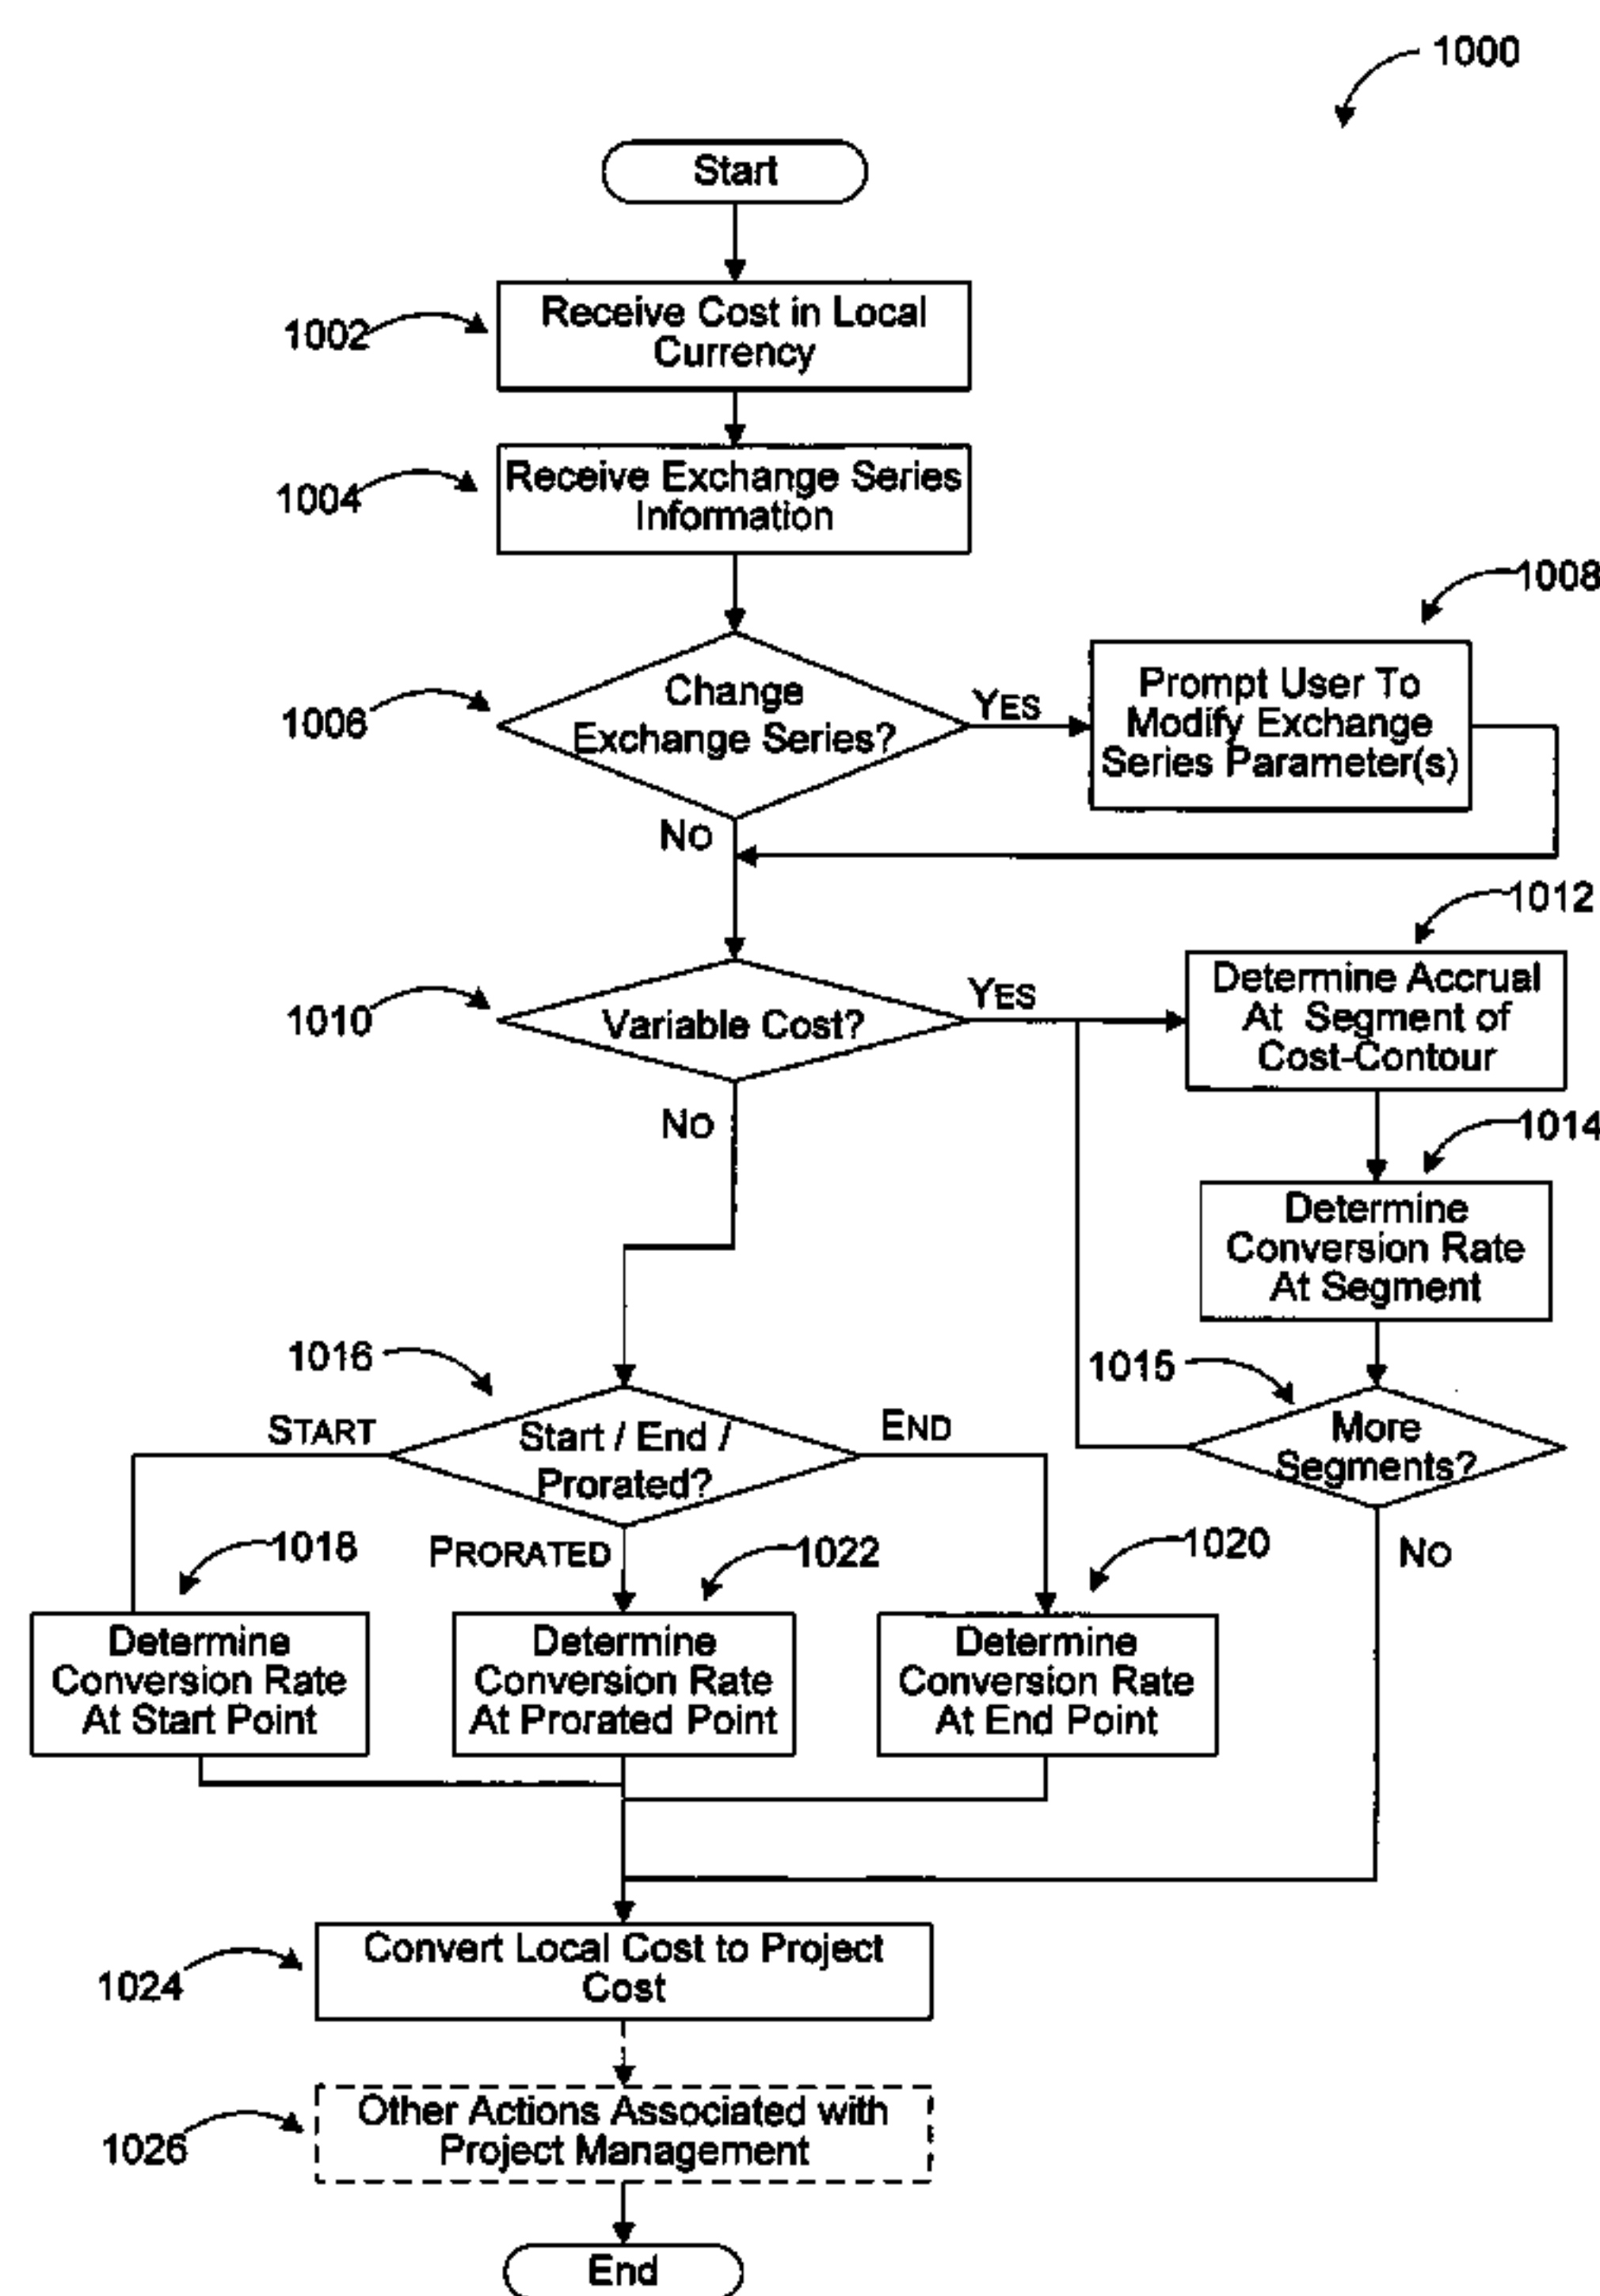 1000
Start
1002
Receive Cost in Local
Currency
1004
Receive Exchange Series
Information
1008
1006
Change
Exchange Series?
YES
Prompt User To
Modify Exchange
Series Parameter(s)
NO
1012
1010
Variable Cost?
YES
Determine Accrual
At Segment of
Cost-Contour
NO
1014
Determine
Conversion Rate
At Segment
1016
1015
START
Start / End /
Prorated?
END
More
Segments?
1018
PRORATED
1022
1020
NO
Determine
Conversion Rate
At Start Point
Determine
Conversion Rate
At Prorated Point
Determine
Conversion Rate
At End Point
1024
Convert Local Cost to Project
Cost
1026
Other Actions Associated with
Project Management
End